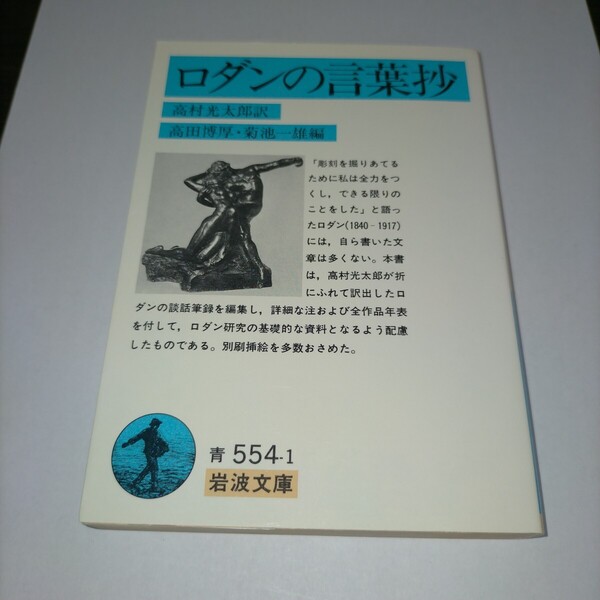 ロダンの言葉抄
高村光太郎訳
高田博厚・菊池一雄編
「彫刻を掘りあてる
ために私は全力をつ
くし,できる限りの
ことをした」と語っ
たロダン(1840-1917)
には,自ら書いた文
章は多くない。本書
は,高村光太郎が折
にふれて訳出したロ
ダンの談話筆録を編集し,詳細な注および全作品年表
を付して,ロダン研究の基礎的な資料となるよう配慮
したものである。別刷挿絵を多数おさめた。
青 554-1
岩波文庫